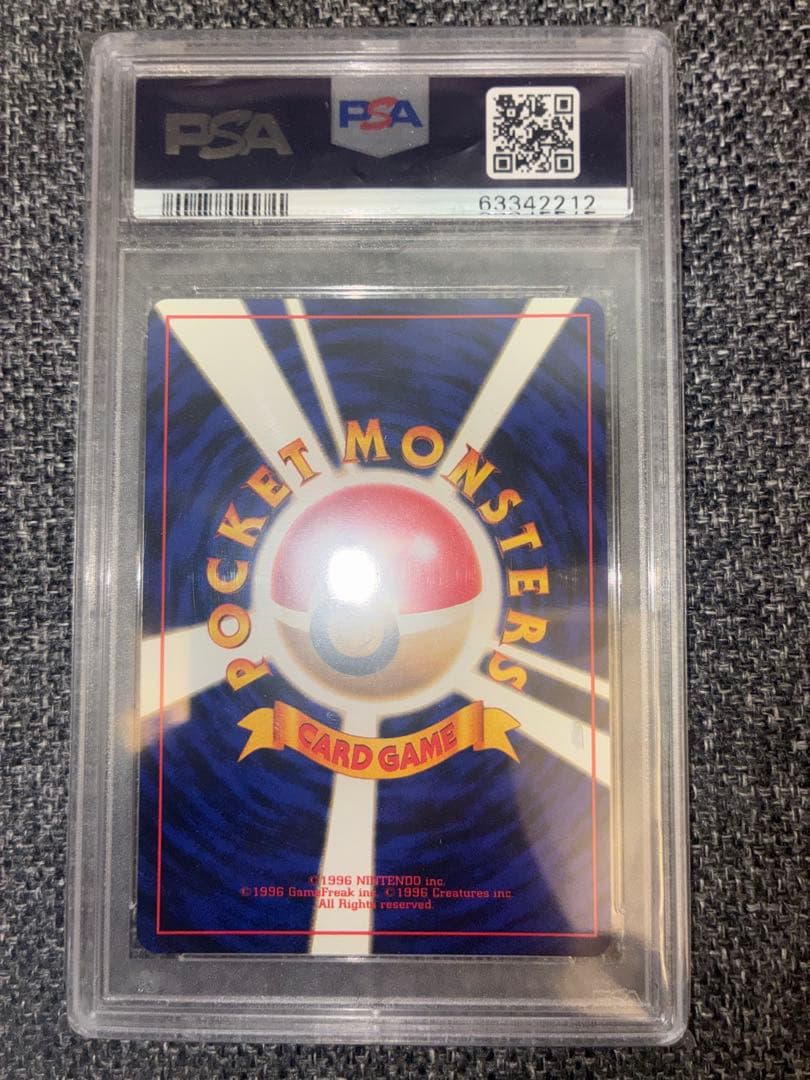 PSA
PSA
63342212
POCKET MONSTERS
CARD GAME
©1996 NINTENDO inc.
©1996 GameFreak inc. ©1996 Creatures inc.
All Rights reserved.